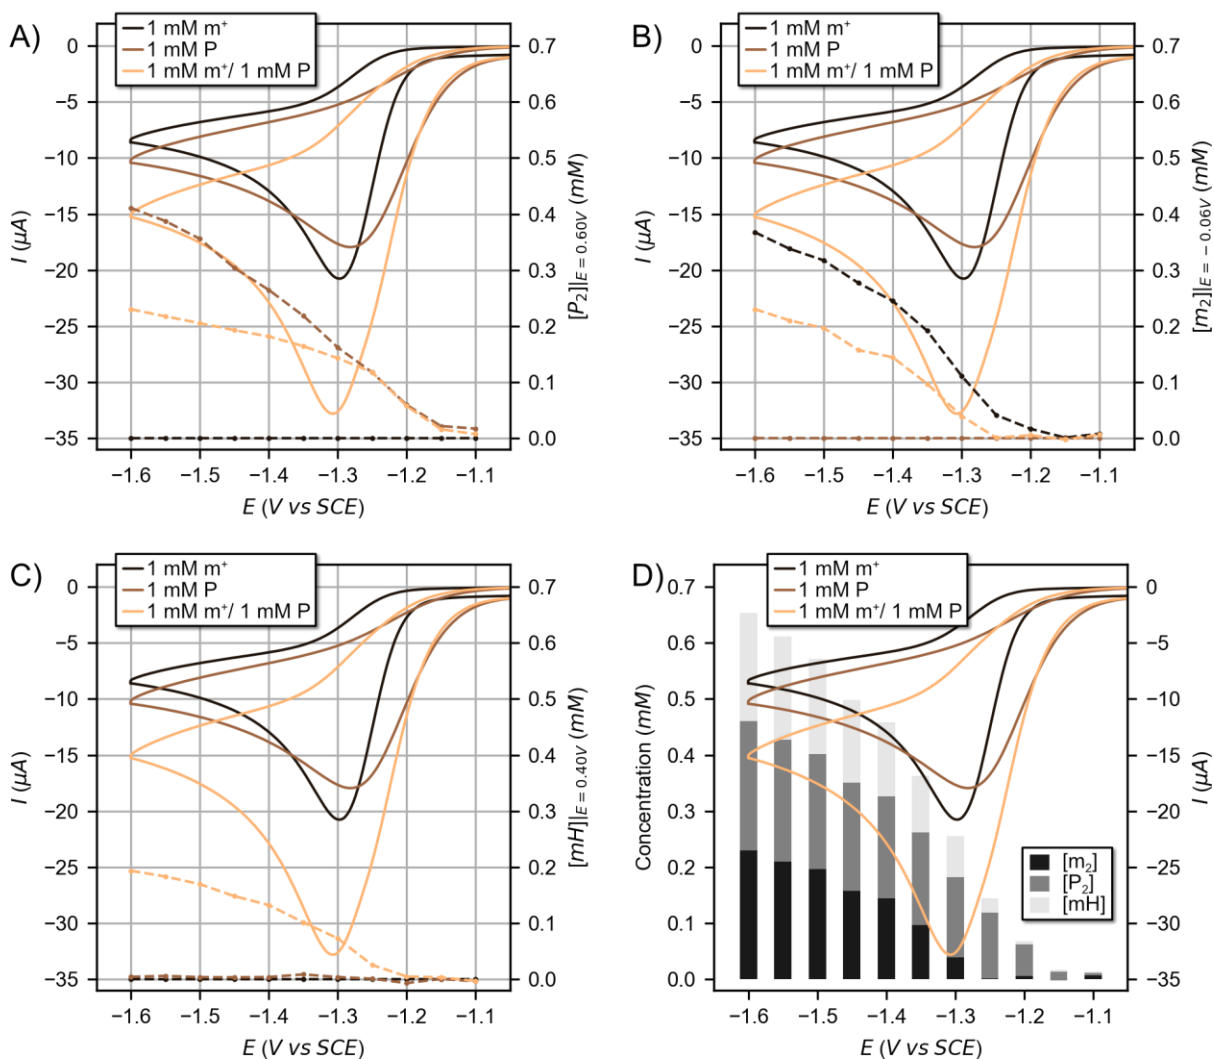 A)
1 mM m⁺
1 mM P
1 mM m⁺/ 1 mM P
0
−5
−10
−15
−20
−25
−30
−35
I (μA)
0.7
0.6
0.5
0.4
0.3
0.2
0.1
0.0
[P₂]|E = 0.60V (mM)
−1.6 −1.5 −1.4 −1.3 −1.2 −1.1
E (V vs SCE)
B)
1 mM m⁺
1 mM P
1 mM m⁺/ 1 mM P
0
−5
−10
−15
−20
−25
−30
−35
I (μA)
0.7
0.6
0.5
0.4
0.3
0.2
0.1
0.0
[m₂]|E = −0.06V (mM)
−1.6 −1.5 −1.4 −1.3 −1.2 −1.1
E (V vs SCE)
C)
1 mM m⁺
1 mM P
1 mM m⁺/ 1 mM P
0
−5
−10
−15
−20
−25
−30
−35
I (μA)
0.7
0.6
0.5
0.4
0.3
0.2
0.1
0.0
[mH]|E = 0.40V (mM)
−1.6 −1.5 −1.4 −1.3 −1.2 −1.1
E (V vs SCE)
D)
1 mM m⁺
1 mM P
1 mM m⁺/ 1 mM P
0.7
0.6
0.5
0.4
0.3
0.2
0.1
0.0
Concentration (mM)
0
−5
−10
−15
−20
−25
−30
−35
I (μA)
[m₂]
[P₂]
[mH]
−1.6 −1.5 −1.4 −1.3 −1.2 −1.1
E (V vs SCE)